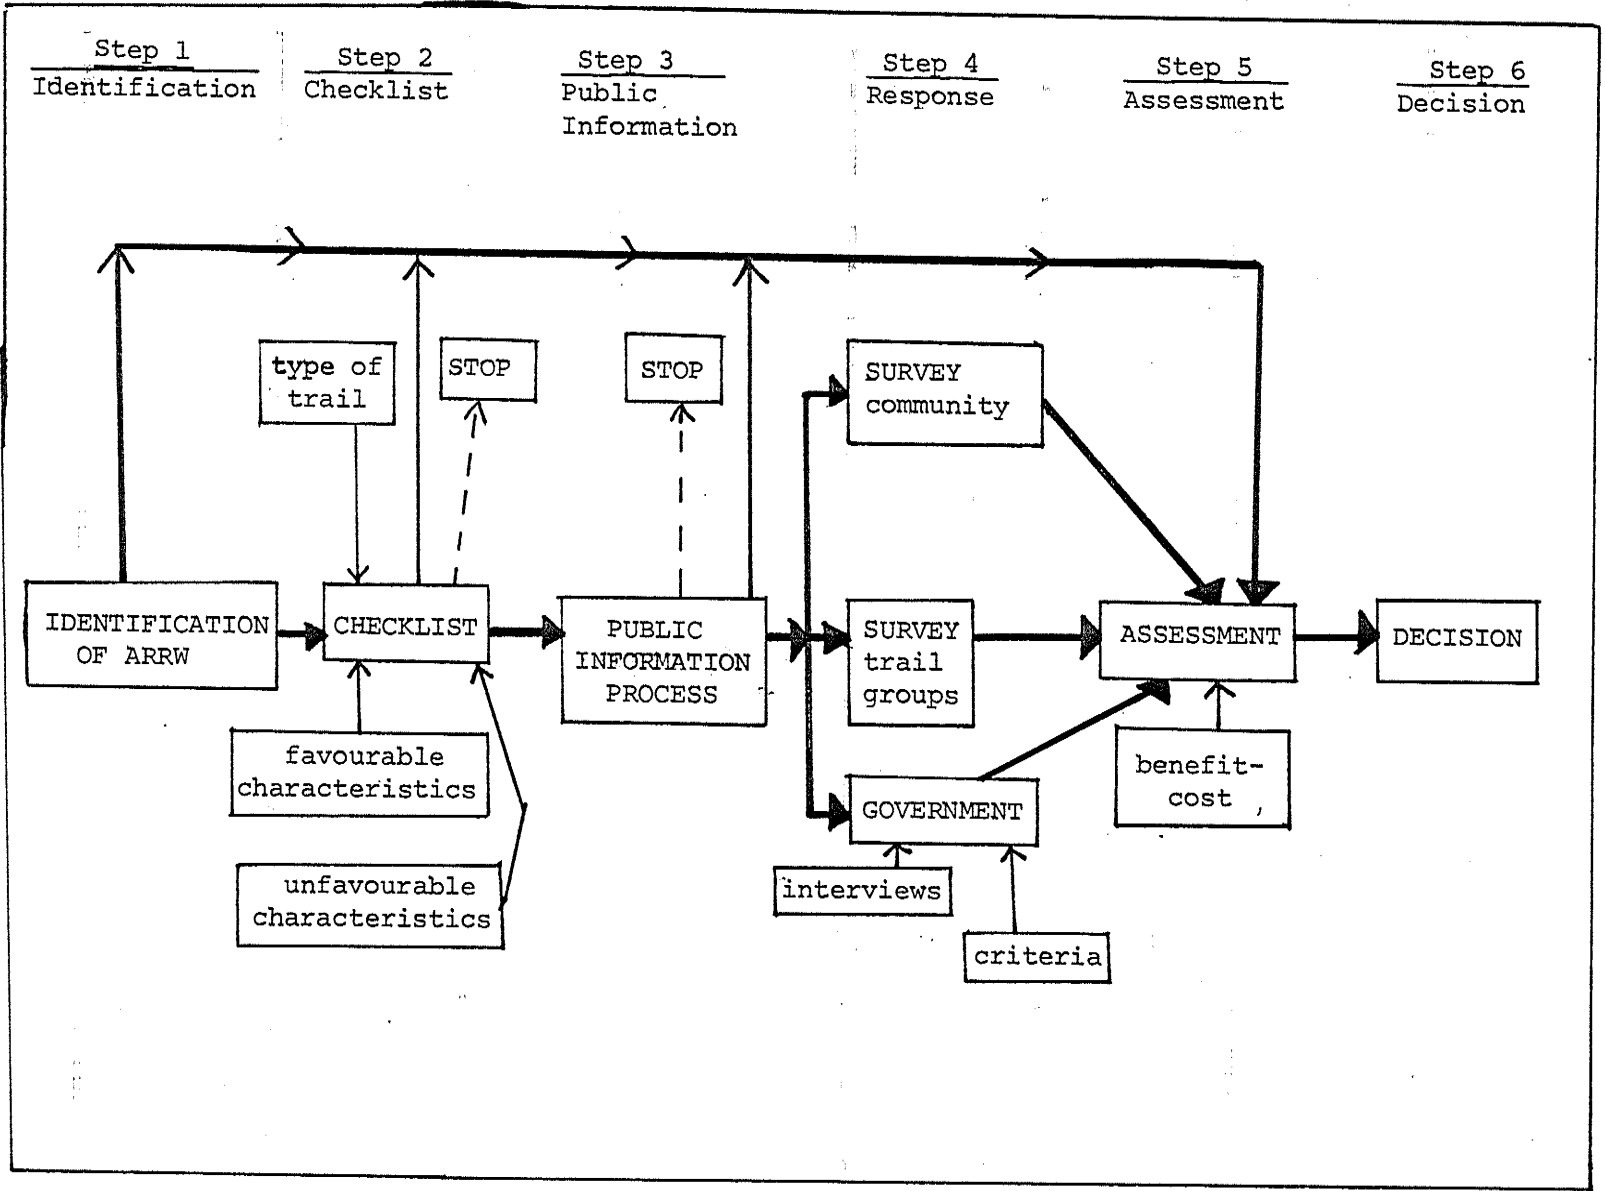 Step 1
Identification
Step 2
Checklist
Step 3
Public
Information
Step 4
Response
Step 5
Assessment
Step 6
Decision
type of
trail
STOP
STOP
SURVEY
community
IDENTIFICATION
OF ARRW
CHECKLIST
PUBLIC
INFORMATION
PROCESS
SURVEY
trail
groups
ASSESSMENT
DECISION
favourable
characteristics
benefit-
cost
GOVERNMENT
unfavourable
characteristics
interviews
criteria